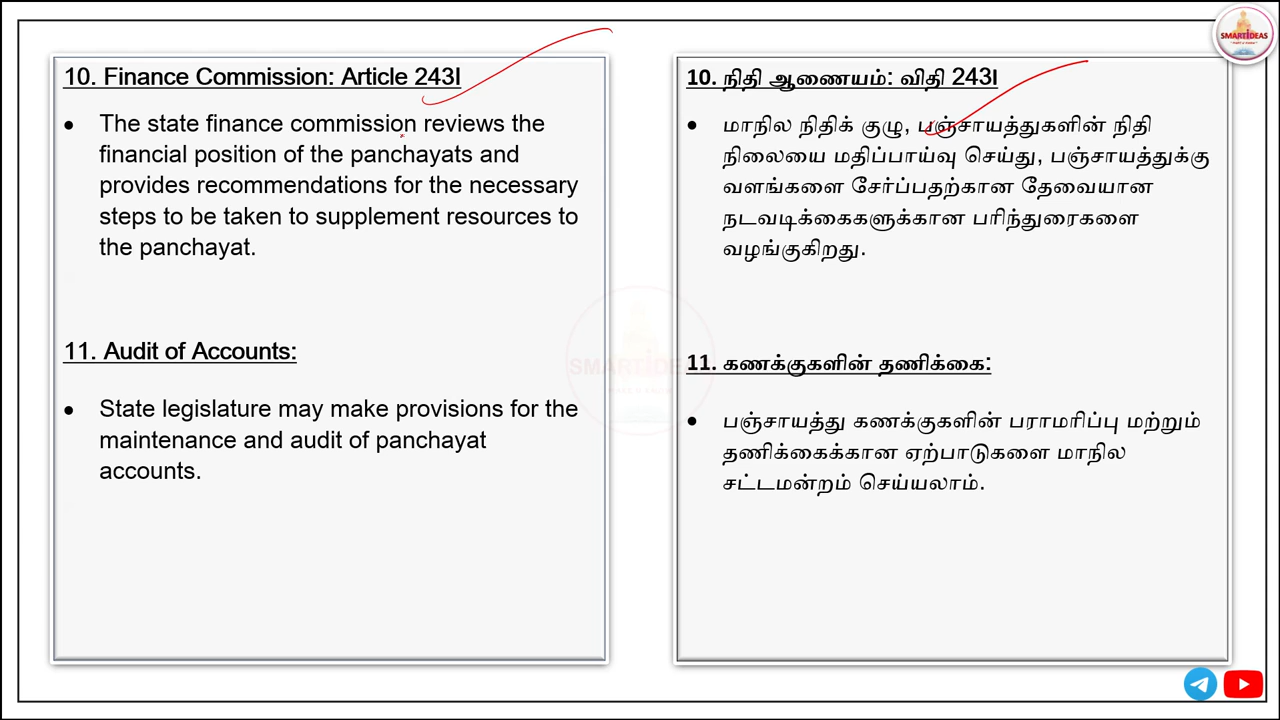 SMARTIDEAS
10. Finance Commission: Article 243I
• The state finance commission reviews the
financial position of the panchayats and
provides recommendations for the necessary
steps to be taken to supplement resources to
the panchayat.
11. Audit of Accounts:
• State legislature may make provisions for the
maintenance and audit of panchayat
accounts.
10. நிதி ஆணையம்: விதி 243I
• மாநில நிதிக் குழு, பஞ்சாயத்துகளின் நிதி
நிலையை மதிப்பாய்வு செய்து, பஞ்சாயத்துக்கு
வளங்களை சேர்ப்பதற்கான தேவையான
நடவடிக்கைகளுக்கான பரிந்துரைகளை
வழங்குகிறது.
11. கணக்குகளின் தணிக்கை:
• பஞ்சாயத்து கணக்குகளின் பராமரிப்பு மற்றும்
தணிக்கைக்கான ஏற்பாடுகளை மாநில
சட்டமன்றம் செய்யலாம்.
SMARTIDEAS